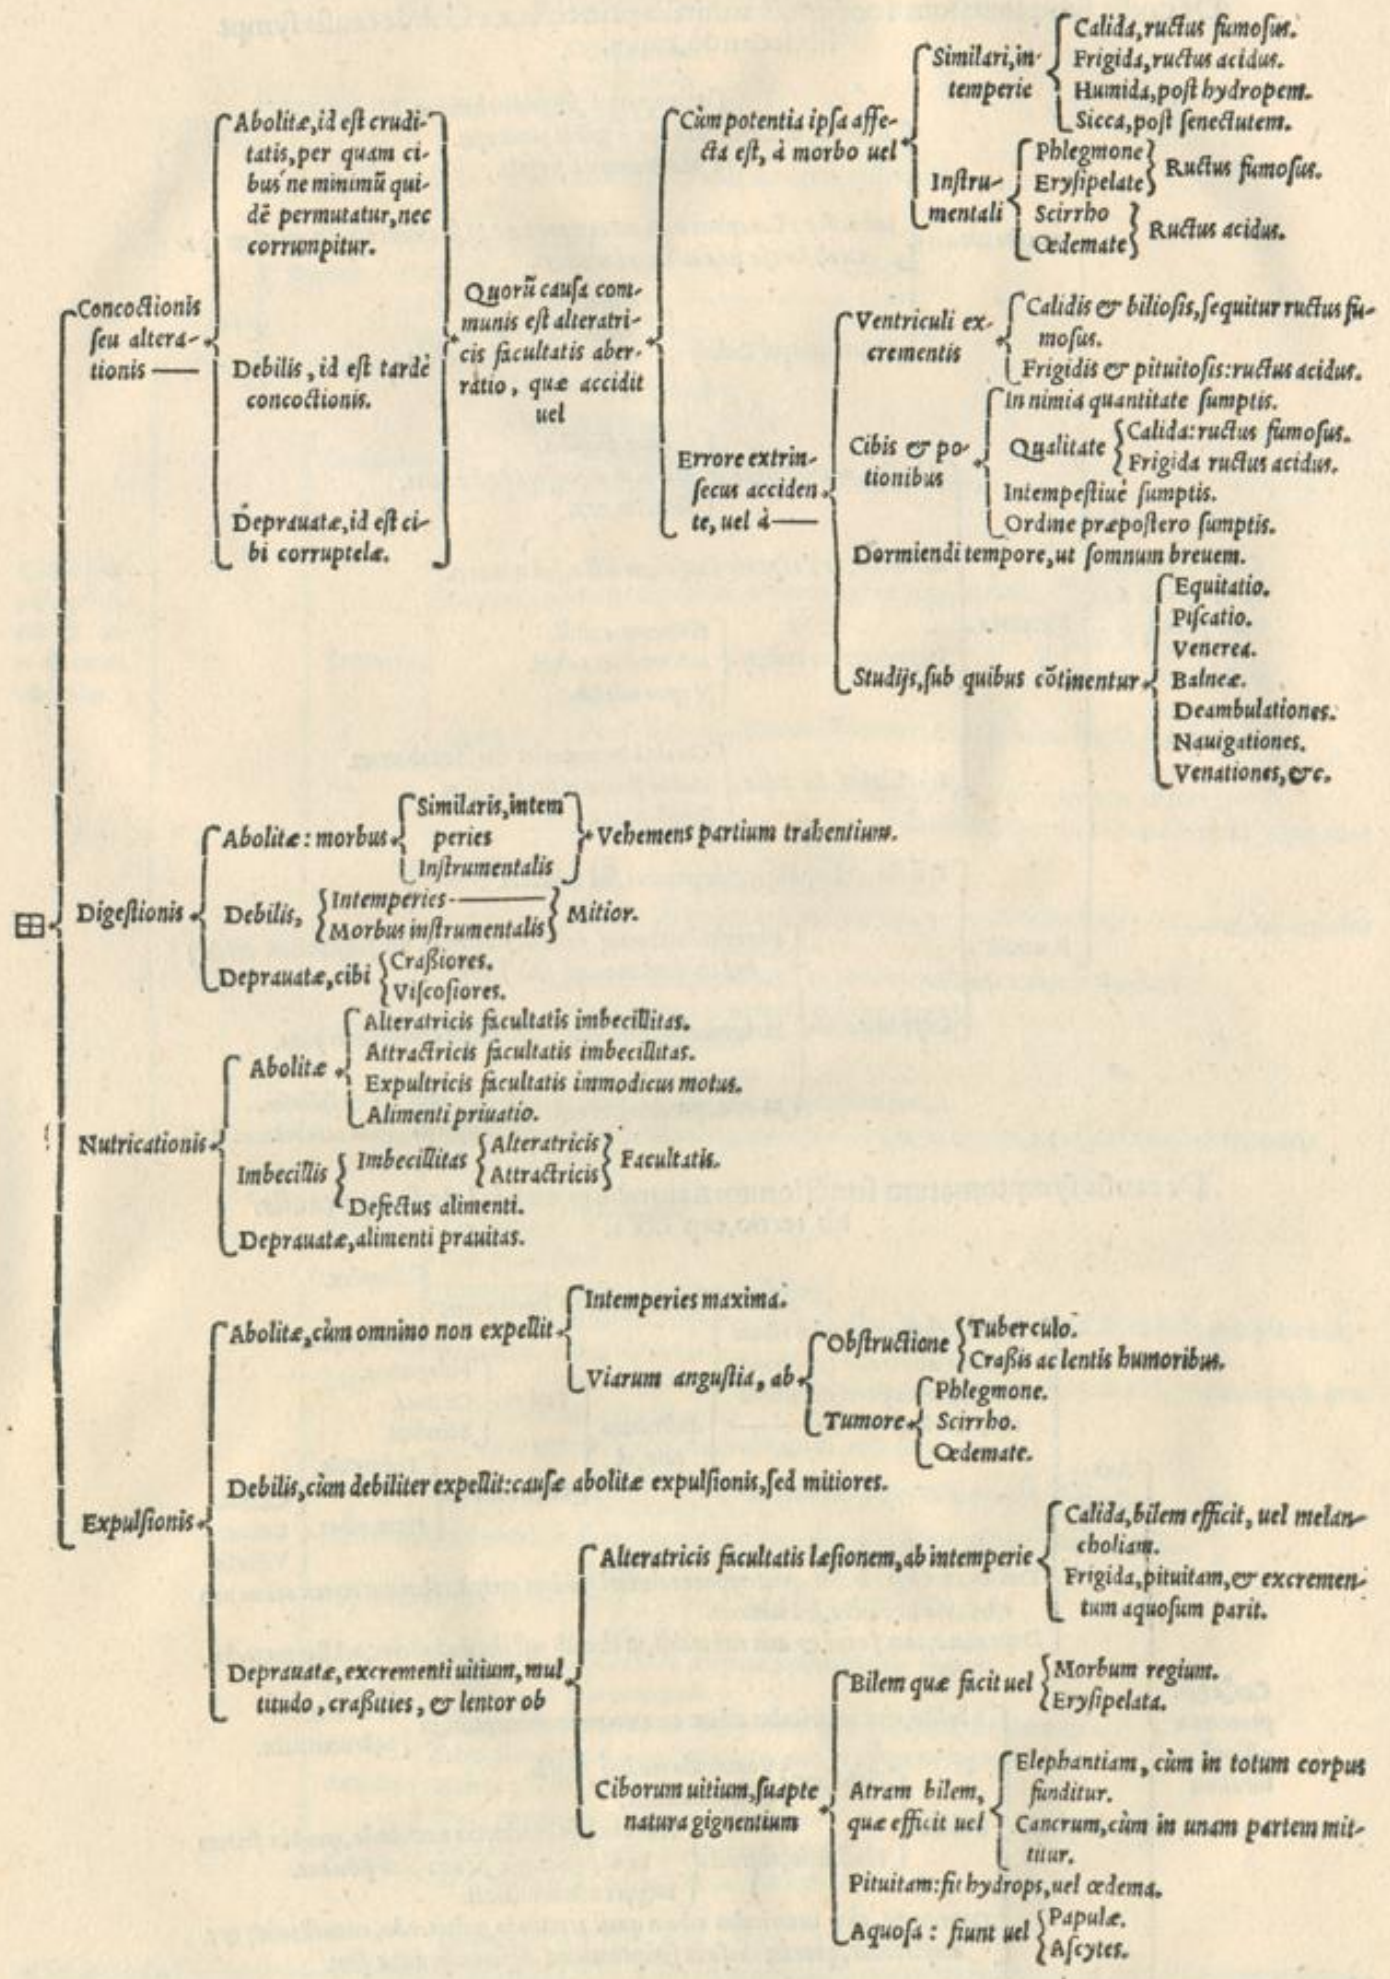 Concoctionis
ſeu altera-
tionis ——
Abolitæ, id eſt crudi-
tatis, per quam ci-
bus ne minimũ qui-
dẽ permutatur, nec
corrumpitur.
Debilis, id eſt tardè
concoctionis.
Deprauatæ, id eſt ci-
bi corruptelæ.
Quorũ cauſa com-
munis eſt alteratri-
cis facultatis aber-
ratio, quæ accidit
uel
Cùm potentia ipſa affe-
cta eſt, à morbo uel
Similari, in-
temperie
Calida, ructus fumoſus.
Frigida, ructus acidus.
Humida, poſt hydropem.
Sicca, poſt ſenectutem.
Inſtru-
mentali
Phlegmone
Eryſipelate
Ructus fumoſus.
Scirrho
Œdemate
Ructus acidus.
Errore extrin-
ſecus acciden-
te, uel à ——
Ventriculi ex-
crementis
Calidis & bilioſis, ſequitur ructus fu-
moſus.
Frigidis & pituitoſis: ructus acidus.
Cibis & po-
tionibus
In nimia quantitate ſumptis.
Qualitate
Calida: ructus fumoſus.
Frigida ructus acidus.
Intempeſtiuè ſumptis.
Ordine præpoſtero ſumptis.
Dormiendi tempore, ut ſomnum breuem.
Studijs, ſub quibus cõtinentur
Equitatio.
Piſcatio.
Venerea.
Balneæ.
Deambulationes.
Nauigationes.
Venationes, &c.
Digeſtionis
Abolitæ: morbus
Similaris, intem
peries
Inſtrumentalis
Vehemens partium trahentium.
Debilis,
Intemperies ——
Morbus inſtrumentalis
Mitior.
Deprauatæ, cibi
Craßiores.
Viſcoſiores.
Nutricationis
Abolitæ
Alteratricis facultatis imbecillitas.
Attractricis facultatis imbecillitas.
Expultricis facultatis immodicus motus.
Alimenti priuatio.
Imbecillis
Imbecillitas
Alteratricis
Attractricis
Facultatis.
Defectus alimenti.
Deprauatæ, alimenti prauitas.
Expulſionis
Abolitæ, cùm omnino non expellit
Intemperies maxima.
Viarum anguſtia, ab
Obſtructione
Tuberculo.
Craßis ac lentis humoribus.
Tumore
Phlegmone.
Scirrho.
Œdemate.
Debilis, cùm debiliter expellit: cauſæ abolitæ expulſionis, ſed mitiores.
Deprauatæ, excrementi uitium, mul
titudo, craßities, & lentor ob
Alteratricis facultatis læſionem, ab intemperie
Calida, bilem efficit, uel melan-
choliam.
Frigida, pituitam, & excremen-
tum aquoſum parit.
Ciborum uitium, ſuapte
natura gignentium
Bilem quæ facit uel
Morbum regium.
Eryſipelata.
Atram bilem,
quæ efficit uel
Elephantiam, cùm in totum corpus
funditur.
Cancrum, cùm in unam partem mit-
titur.
Pituitam: fit hydrops, uel œdema.
Aquoſa: fiunt uel
Papulæ.
Aſcytes.